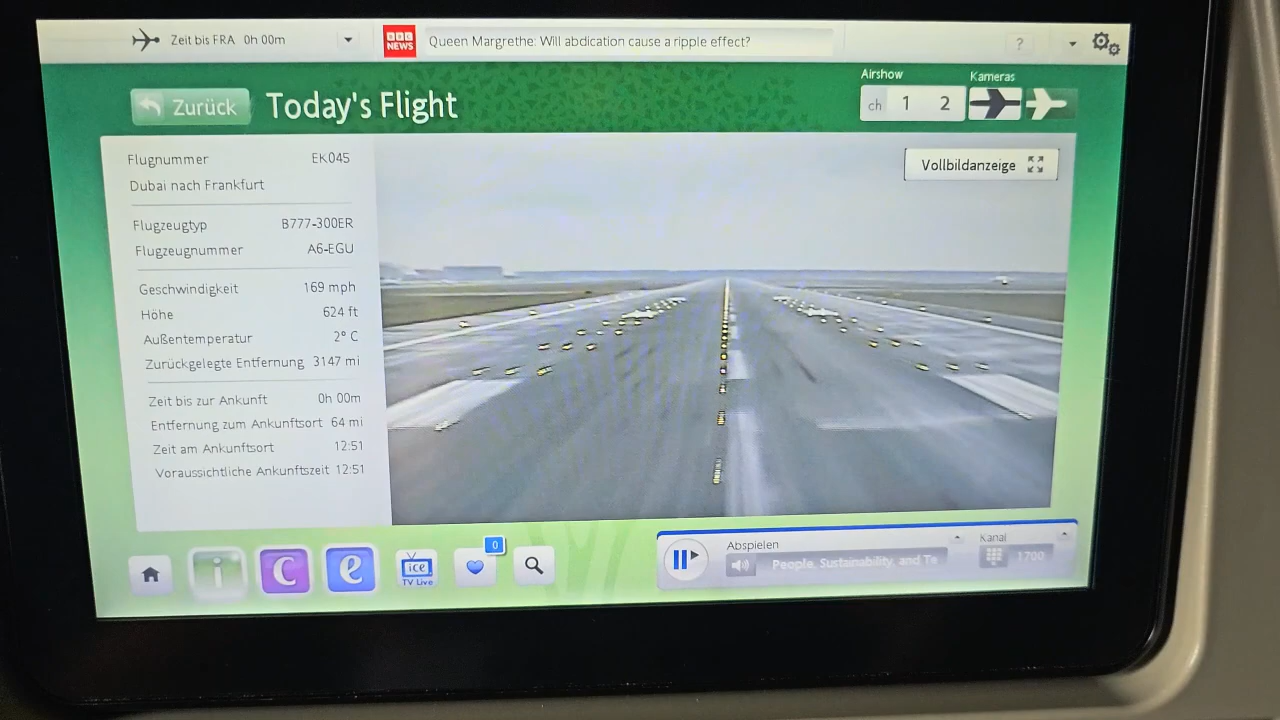 Zeit bis FRA 0h 00m
BBC NEWS
Queen Margrethe: Will abdication cause a ripple effect?
?
Zurück
Today's Flight
Airshow
ch 1 2
Kameras
Flugnummer EK045
Dubai nach Frankfurt
Flugzeugtyp B777-300ER
Flugzeugnummer A6-EGU
Geschwindigkeit 169 mph
Höhe 624 ft
Außentemperatur 2° C
Zurückgelegte Entfernung 3147 mi
Zeit bis zur Ankunft 0h 00m
Entfernung zum Ankunftsort 64 mi
Zeit am Ankunftsort 12:51
Voraussichtliche Ankunftszeit 12:51
Vollbildanzeige
i
C
e
ice
TV Live
0
Abspielen
People, Sustainability, and Te
Kanal
1700